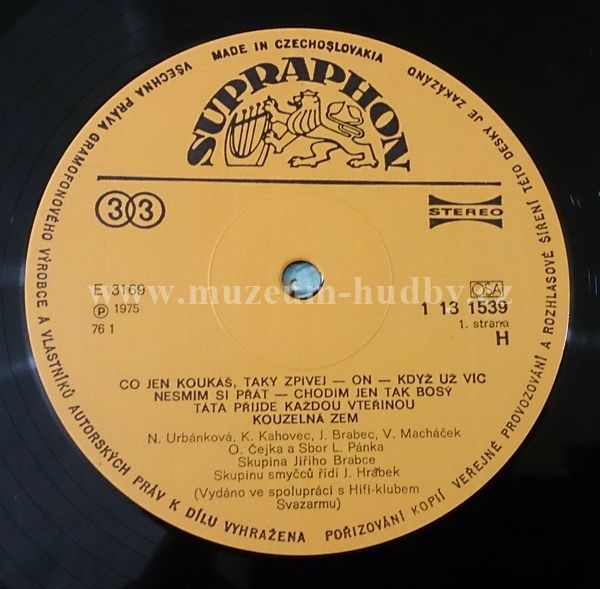 MADE IN CZECHOSLOVAKIA
VŠECHNA PRÁVA GRAMOFONOVÉHO VÝROBCE A VLASTNÍKŮ AUTORSKÝCH PRÁV K DÍLU VYHRAŽENA
POŘIZOVÁNÍ KOPIÍ VEŘEJNÉ PROVOZOVÁNÍ A ROZHLASOVÉ ŠÍŘENÍ TÉTO DESKY JE ZAKÁZÁNO
SUPRAPHON
33
STEREO
www.muzeum-hudby.cz
E 3169
Ⓟ 1975
76 1
OSA
1 13 1539
1. strana
H
CO JEN KOUKÁŠ, TAKY ZPÍVEJ — ON — KDYŽ UŽ VÍC
NESMÍM SI PŘÁT — CHODÍM JEN TAK BOSÝ
TÁTA PŘIJDE KAŽDOU VTEŘINOU
KOUZELNÁ ZEM
N. Urbánková, K. Kahovec, J. Brabec, V. Macháček
O. Čejka a Sbor L. Pánka
Skupina Jiřího Brabce
Skupinu smyčců řídí J. Hrábek
(Vydáno ve spolupráci s Hifi-klubem
Svazarmu)